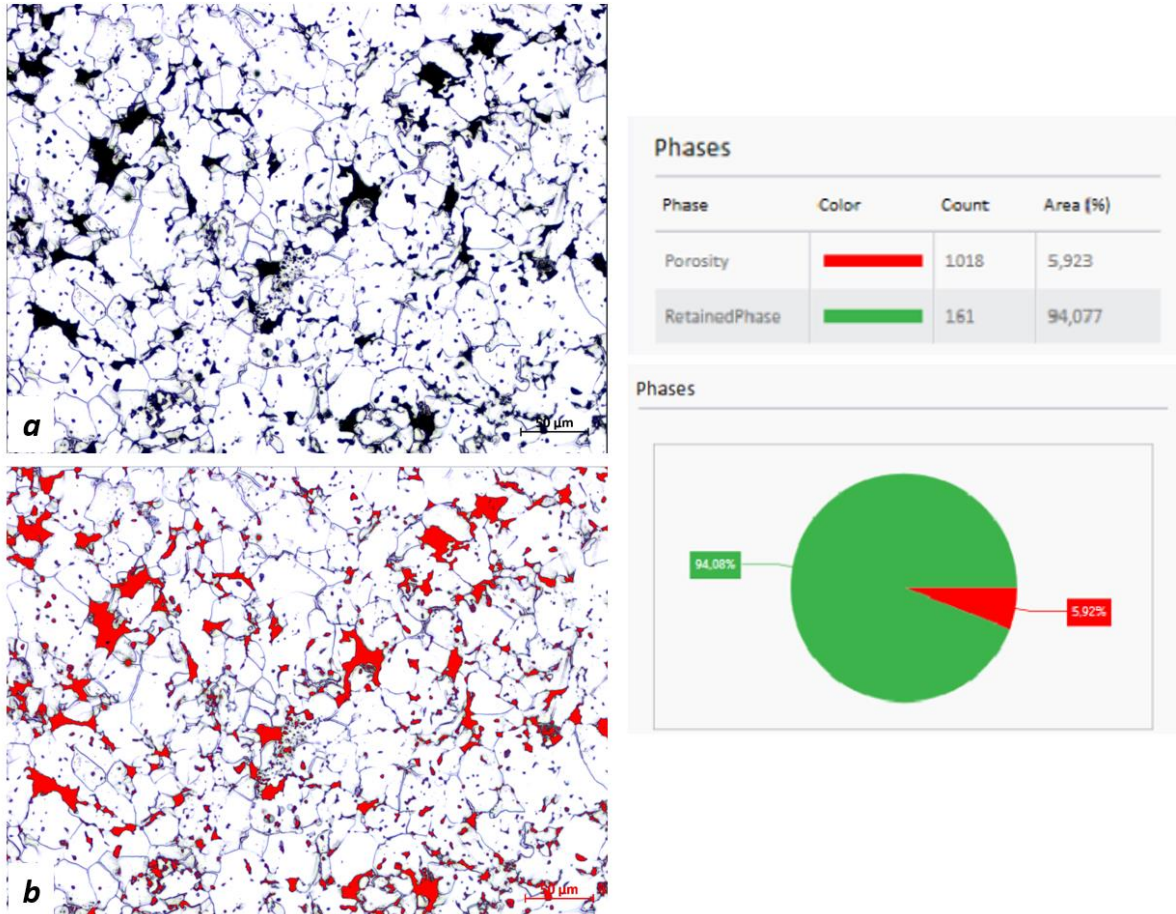 a
50 µm
b
50 µm
Phases
Phase Color Count Area (%)
Porosity 1018 5,923
RetainedPhase 161 94,077
Phases
94,08%
5,92%